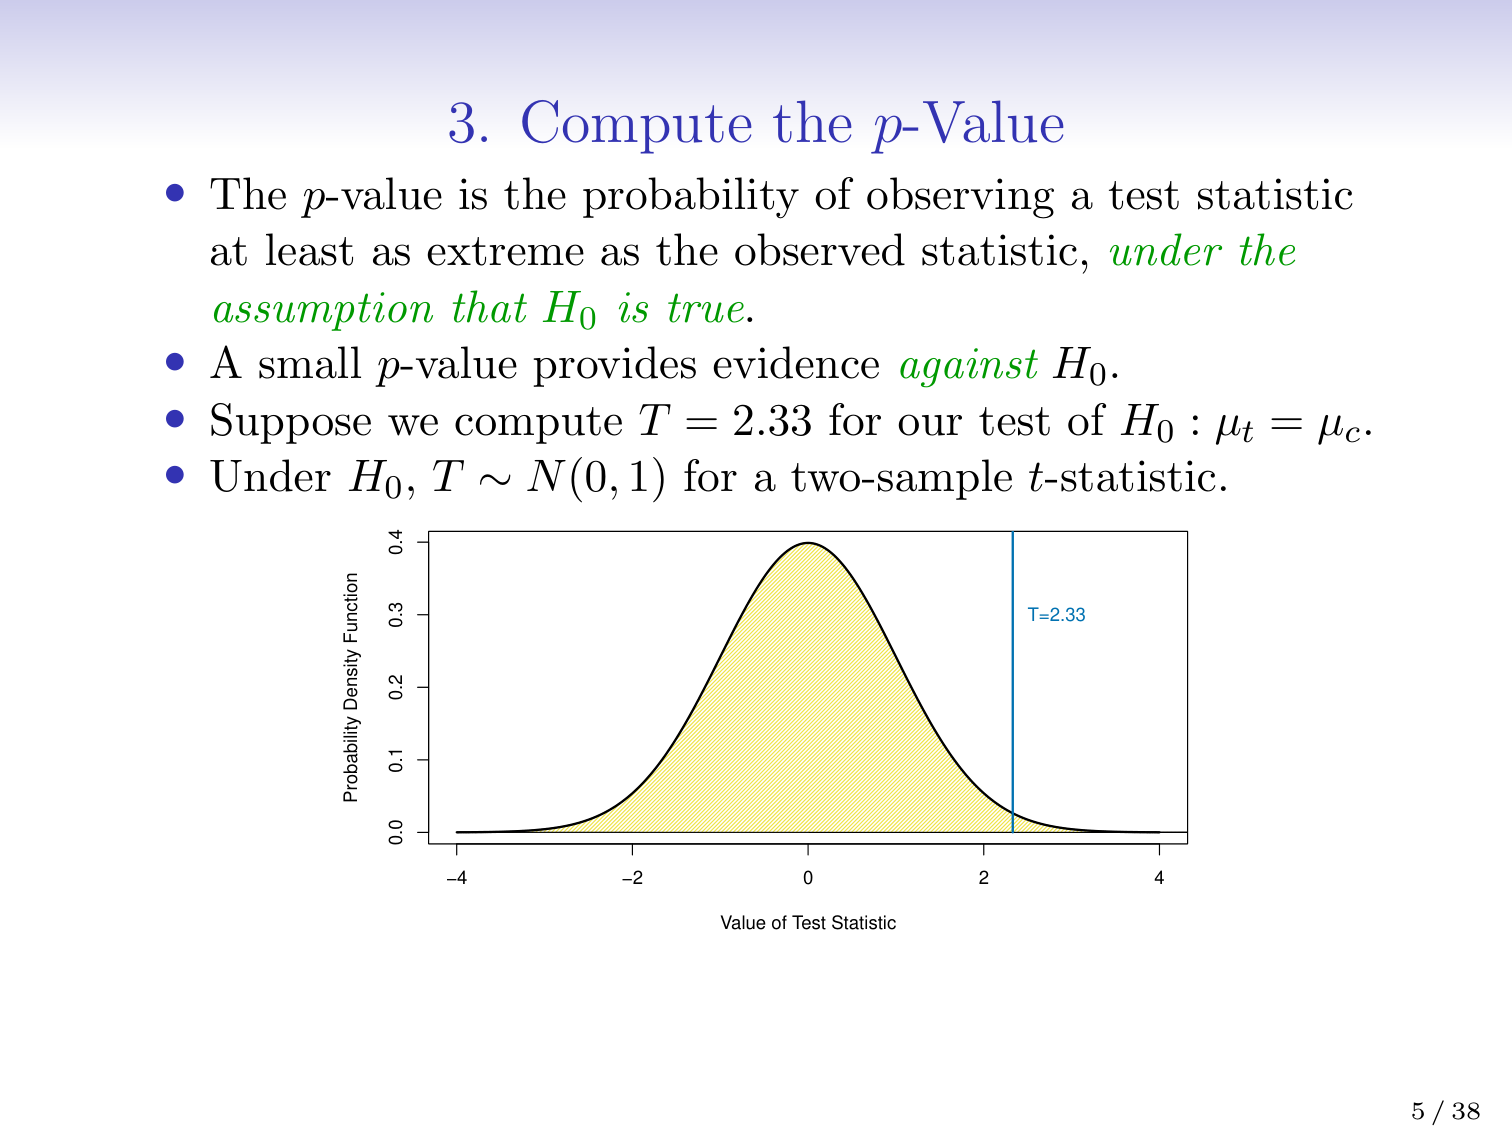 3. Compute the p-Value
• The p-value is the probability of observing a test statistic
at least as extreme as the observed statistic, under the
assumption that H₀ is true.
• A small p-value provides evidence against H₀.
• Suppose we compute T = 2.33 for our test of H₀ : μₜ = μ_c.
• Under H₀, T ∼ N(0, 1) for a two-sample t-statistic.
Probability Density Function
0.4
0.3
0.2
0.1
0.0
T=2.33
−4 −2 0 2 4
Value of Test Statistic
5 / 38